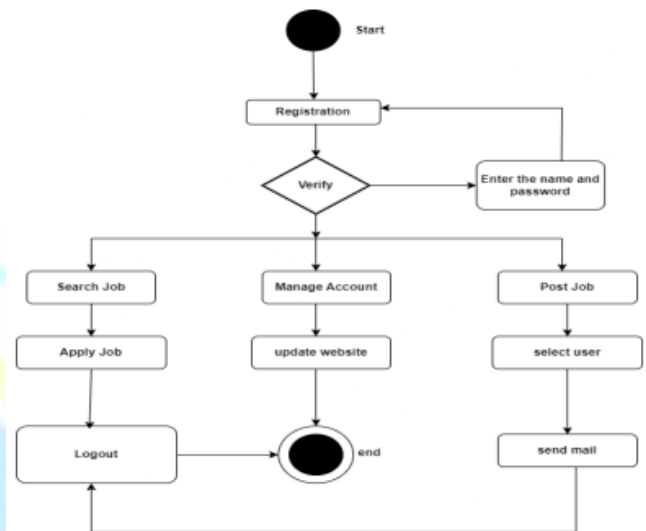 Start
Registration
Verify
Enter the name and
password
Search Job
Manage Account
Post Job
Apply Job
update website
select user
Logout
end
send mail